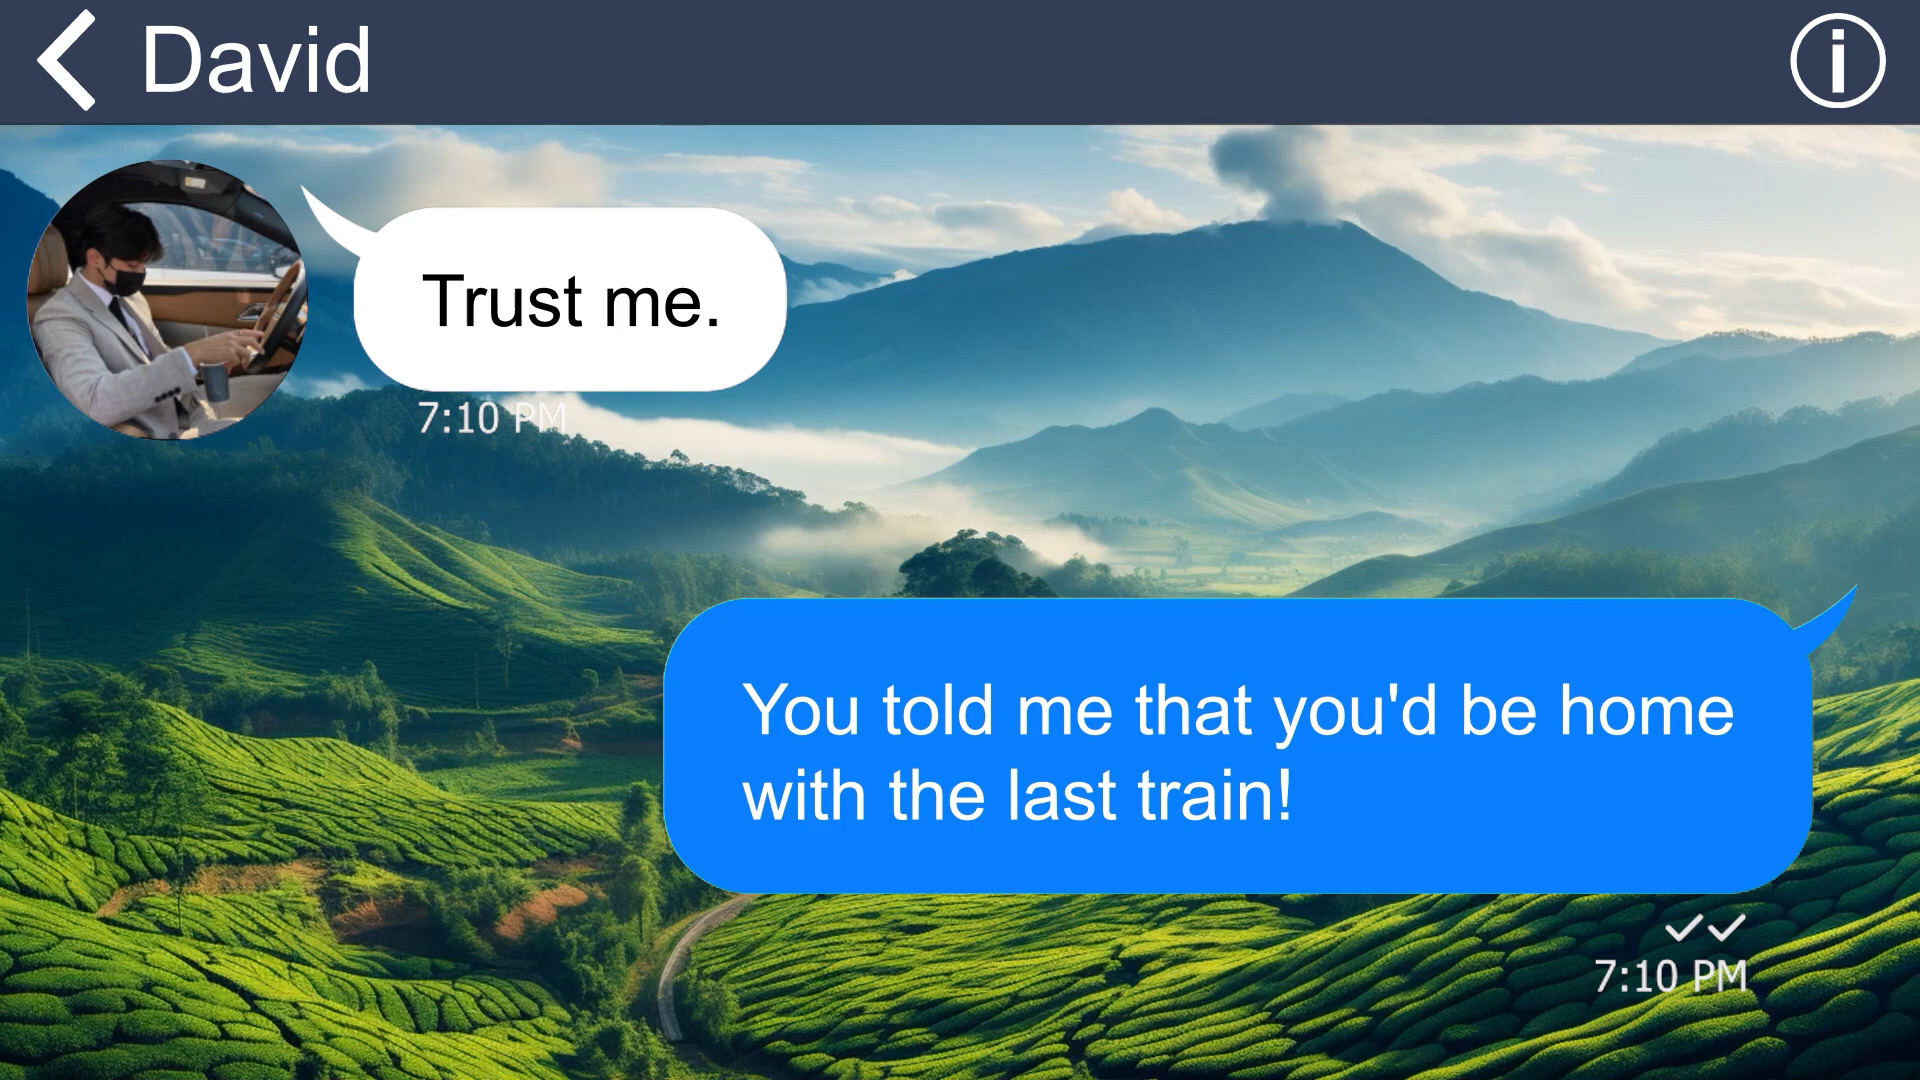 David
Trust me.
7:10 PM
You told me that you'd be home
with the last train!
7:10 PM